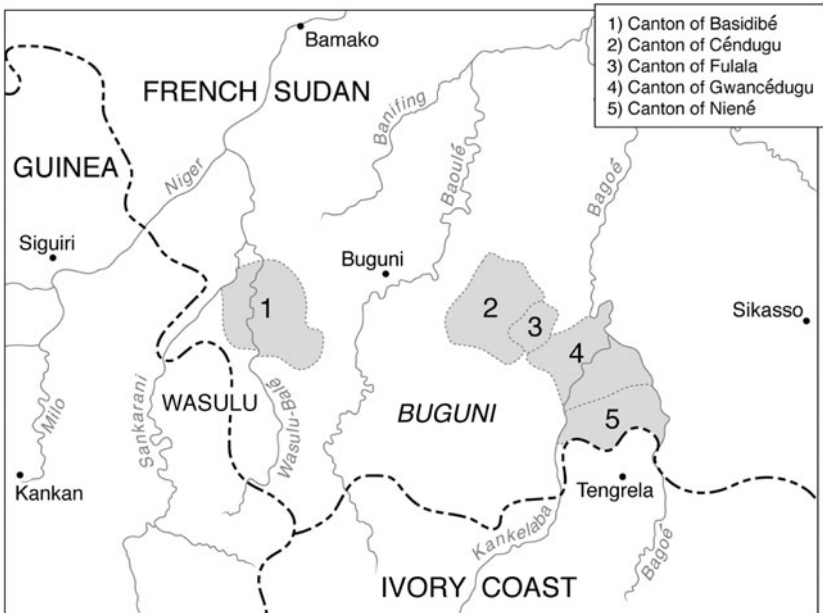 1) Canton of Basidibé
2) Canton of Céndugu
3) Canton of Fulala
4) Canton of Gwancédugu
5) Canton of Niené
Bamako
FRENCH SUDAN
Banifing
Baoulé
Bagoé
GUINEA
Niger
Siguiri
Buguni
1
2
3
4
5
Sikasso
WASULU
BUGUNI
Milo
Sankarani
Wasulu-Balé
Kankan
Tengrela
Kankelaba
Bagoé
IVORY COAST